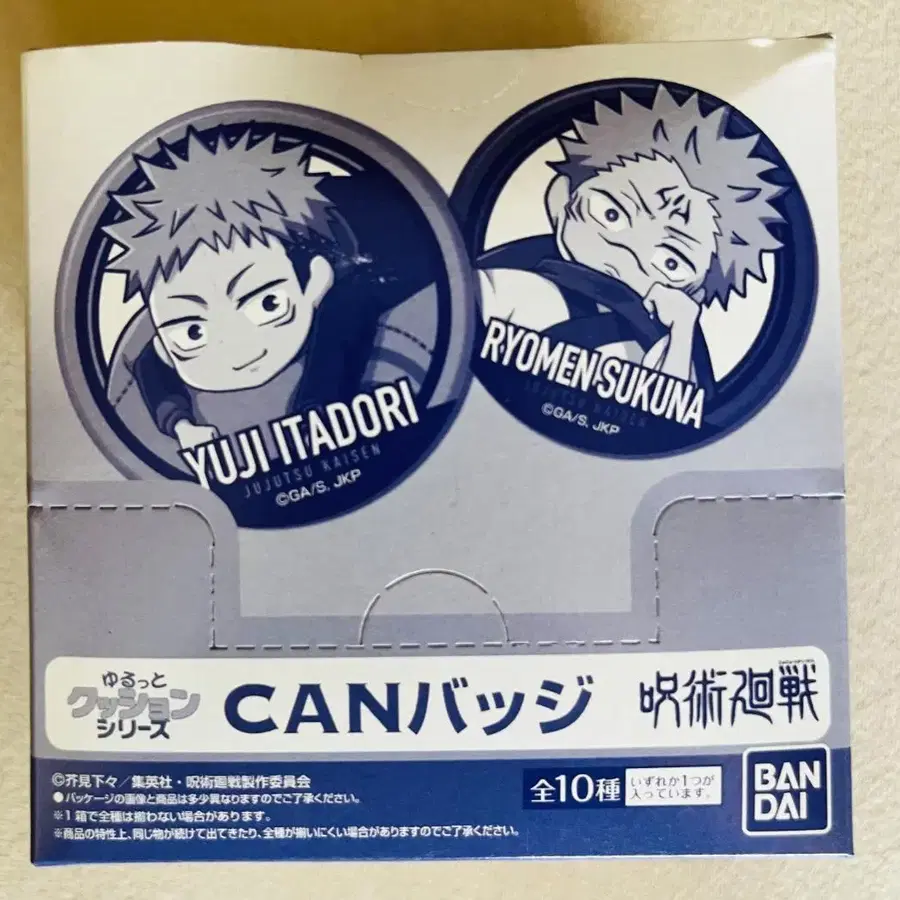 YUJI ITADORI
JUJUTSU KAISEN
©GA/S, JKP
RYOMEN SUKUNA
JUJUTSU KAISEN
©GA/S, JKP
ゆるっと
クッション
シリーズ
CANバッジ
呪術廻戦
©芥見下々／集英社・呪術廻戦製作委員会
●パッケージの画像と商品は多少異なりますのでご了承ください。
※1箱で全種は揃わない場合があります。
※商品の特性上、同じ物が続けて出てきたり、全種が揃いにくい場合がありますのでご了承ください。
全10種
いずれか1つが
入っています。
BAN
DAI